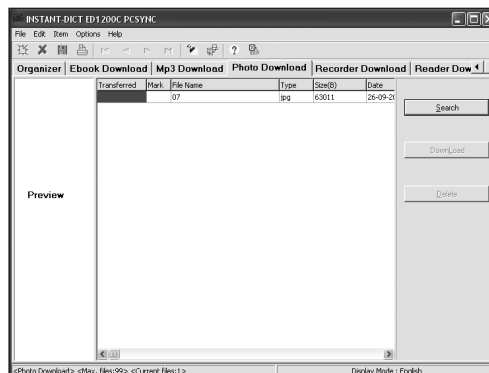 INSTANT-DICT ED1200C PCSYNC
File Edit Item Options Help
Organizer Ebook Download Mp3 Download Photo Download Recorder Download Reader Dow
Transferred Mark File Name Type Size(B) Date
07 jpg 63011 26-09-20
Search
DownLoad
Delete
Preview
<Photo Download> <Max. files:99> <Current files:1> Display Mode : English